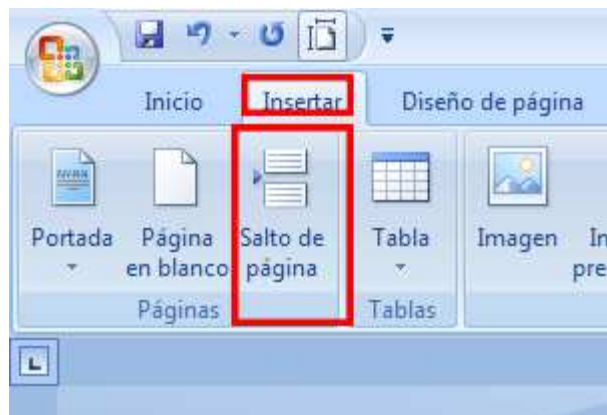 Inicio Insertar Diseño de página
Portada Página en blanco Salto de página Tabla Imagen
Páginas Tablas